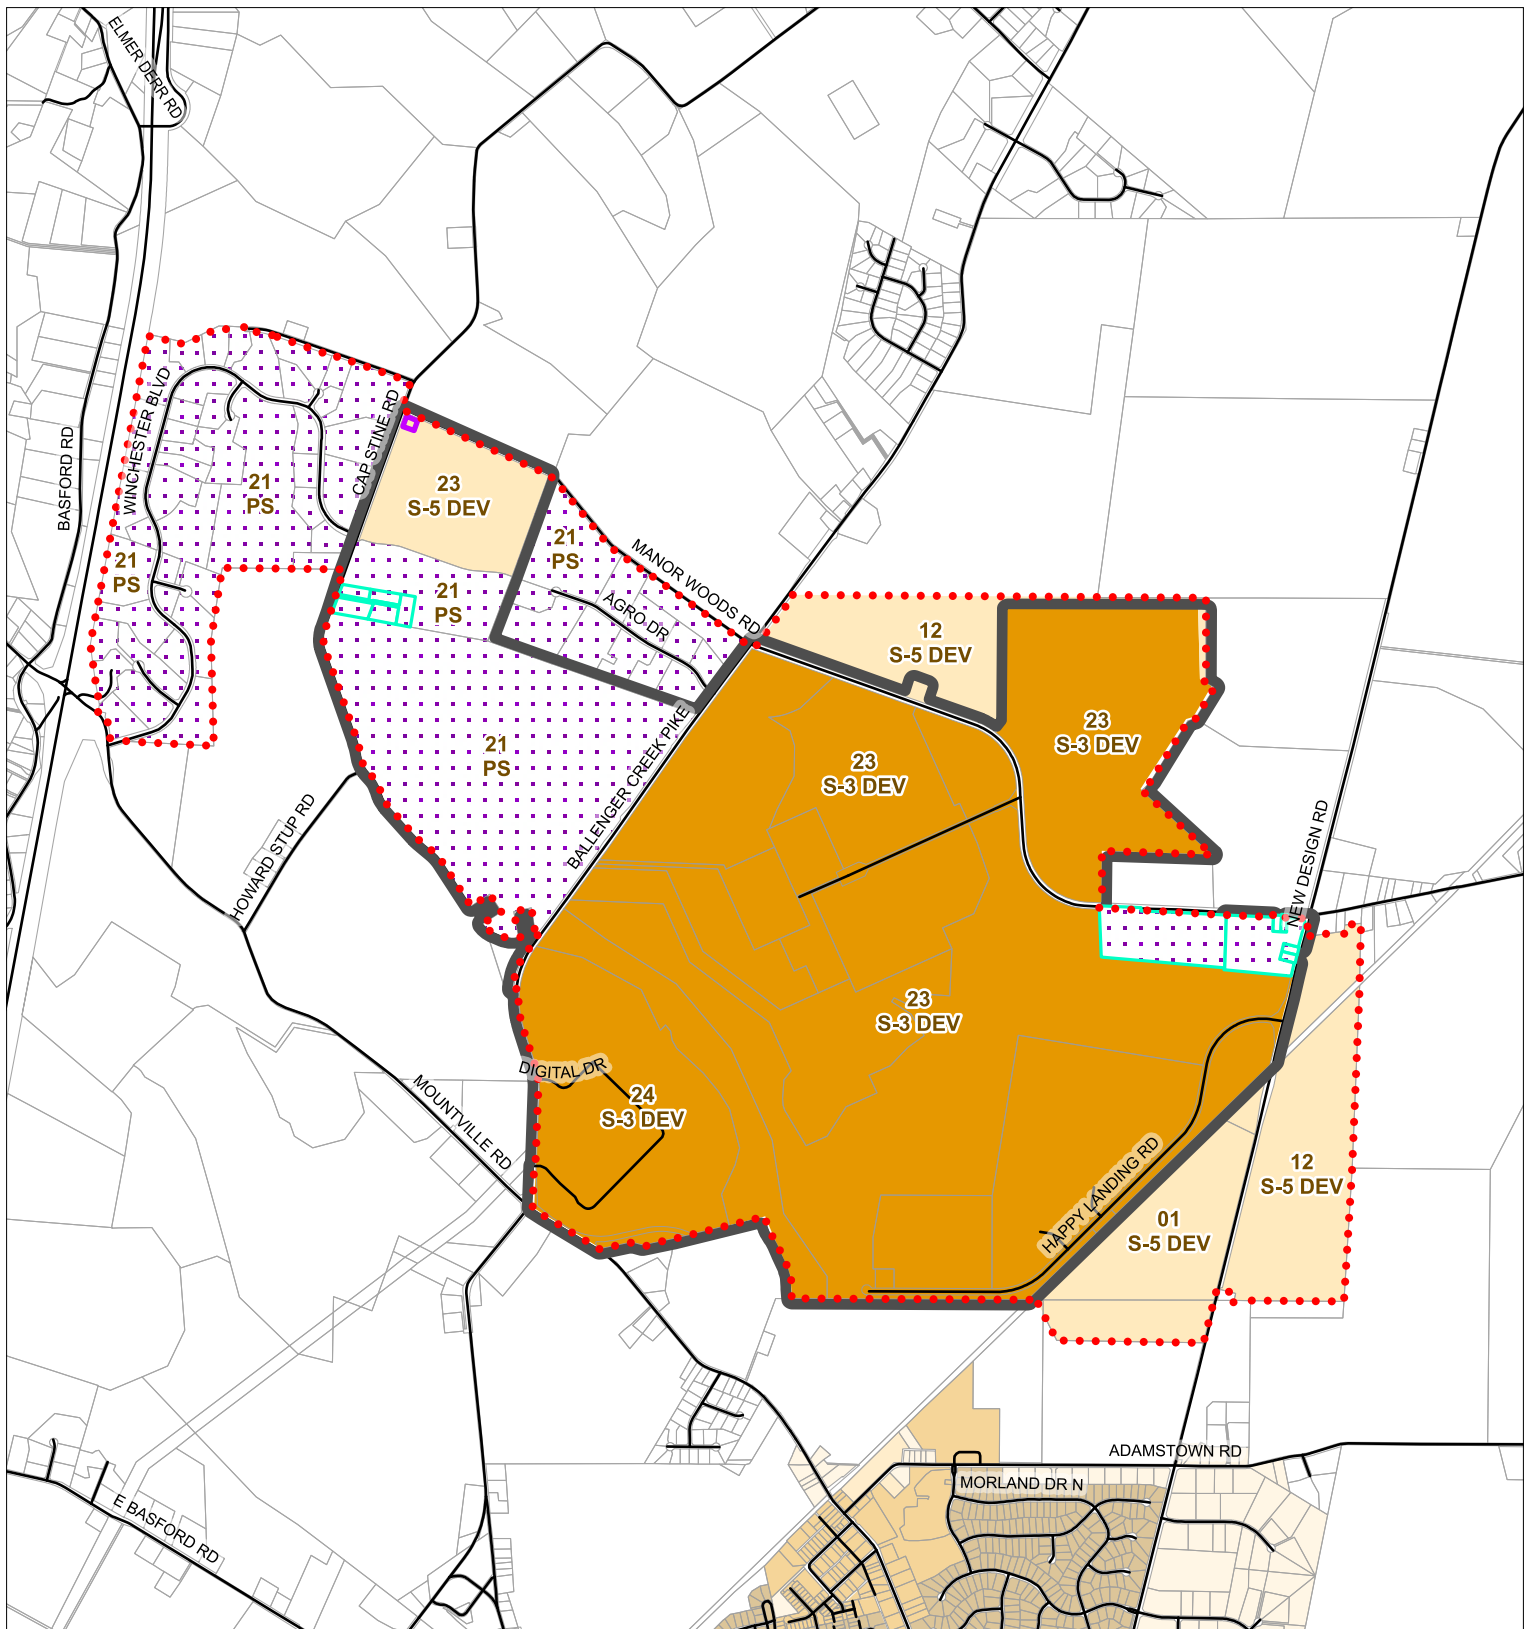 ELMER DERR RD
BASFORD RD
WINCHESTER BLVD
CAP STINE RD
21
PS
21
PS
23
S-5 DEV
21
PS
21
PS
MANOR WOODS RD
AGRO DR
12
S-5 DEV
23
S-3 DEV
21
PS
BALLENGER CREEK PIKE
23
S-3 DEV
HOWARD STUP RD
NEW DESIGN RD
23
S-3 DEV
DIGITAL DR
24
S-3 DEV
MOUNTVILLE RD
HAPPY LANDING RD
12
S-5 DEV
01
S-5 DEV
ADAMSTOWN RD
MORLAND DR N
E BASFORD RD